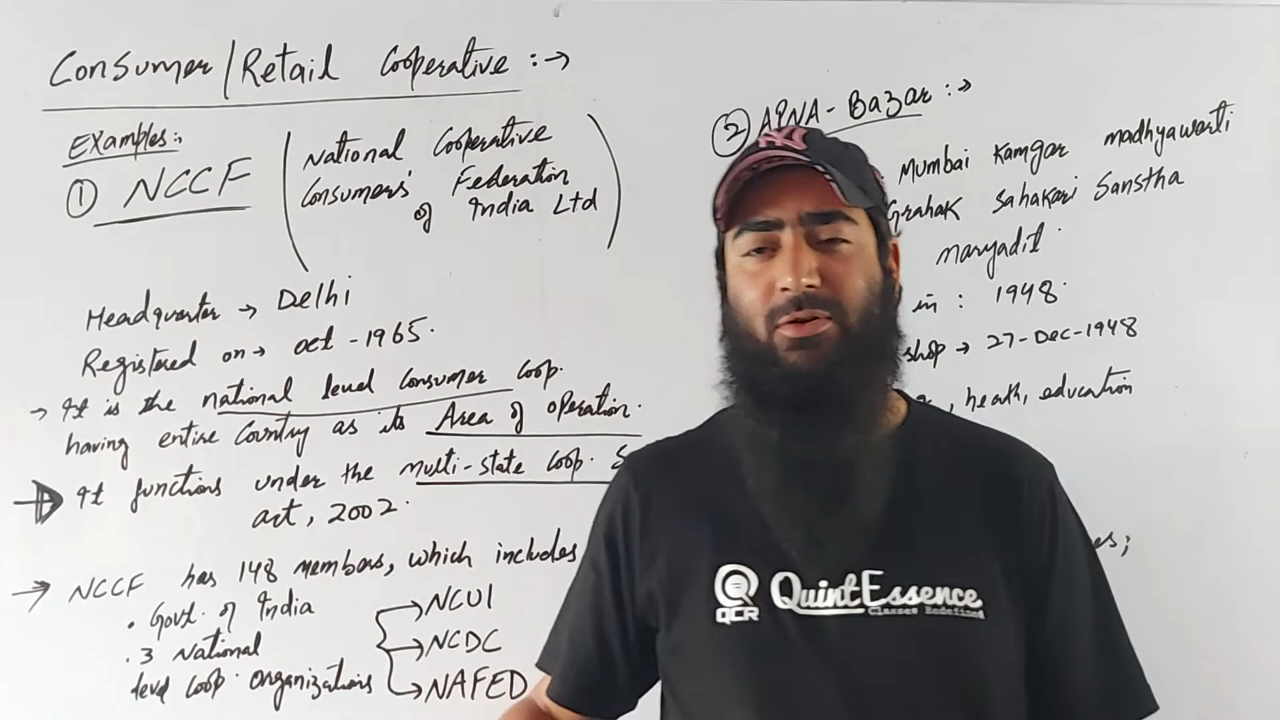 Consumer/Retail Cooperative :→
Examples:-
① NCCF
(National Cooperative
Consumers' Federation
of India Ltd)
Headquarter → Delhi
Registered on → oct - 1965.
→ It is the national level Consumer Coop.
having entire Country as its Area of operation.
It functions under the multi-state Coop. S
act, 2002.
→ NCCF has 148 members, which includes
. Govt. of India
. 3 National
level Coop. organizations
→NCUI
→NCDC
→NAFED
② APNA-Bazar :→
Mumbai Kamgar madhyawarti
Grahak Sahakari Sanstha
maryadit.
in : 1948.
shop → 27-Dec-1948
, heath, education
es;
NY
QCR
QuintEssence
Classes Redefined